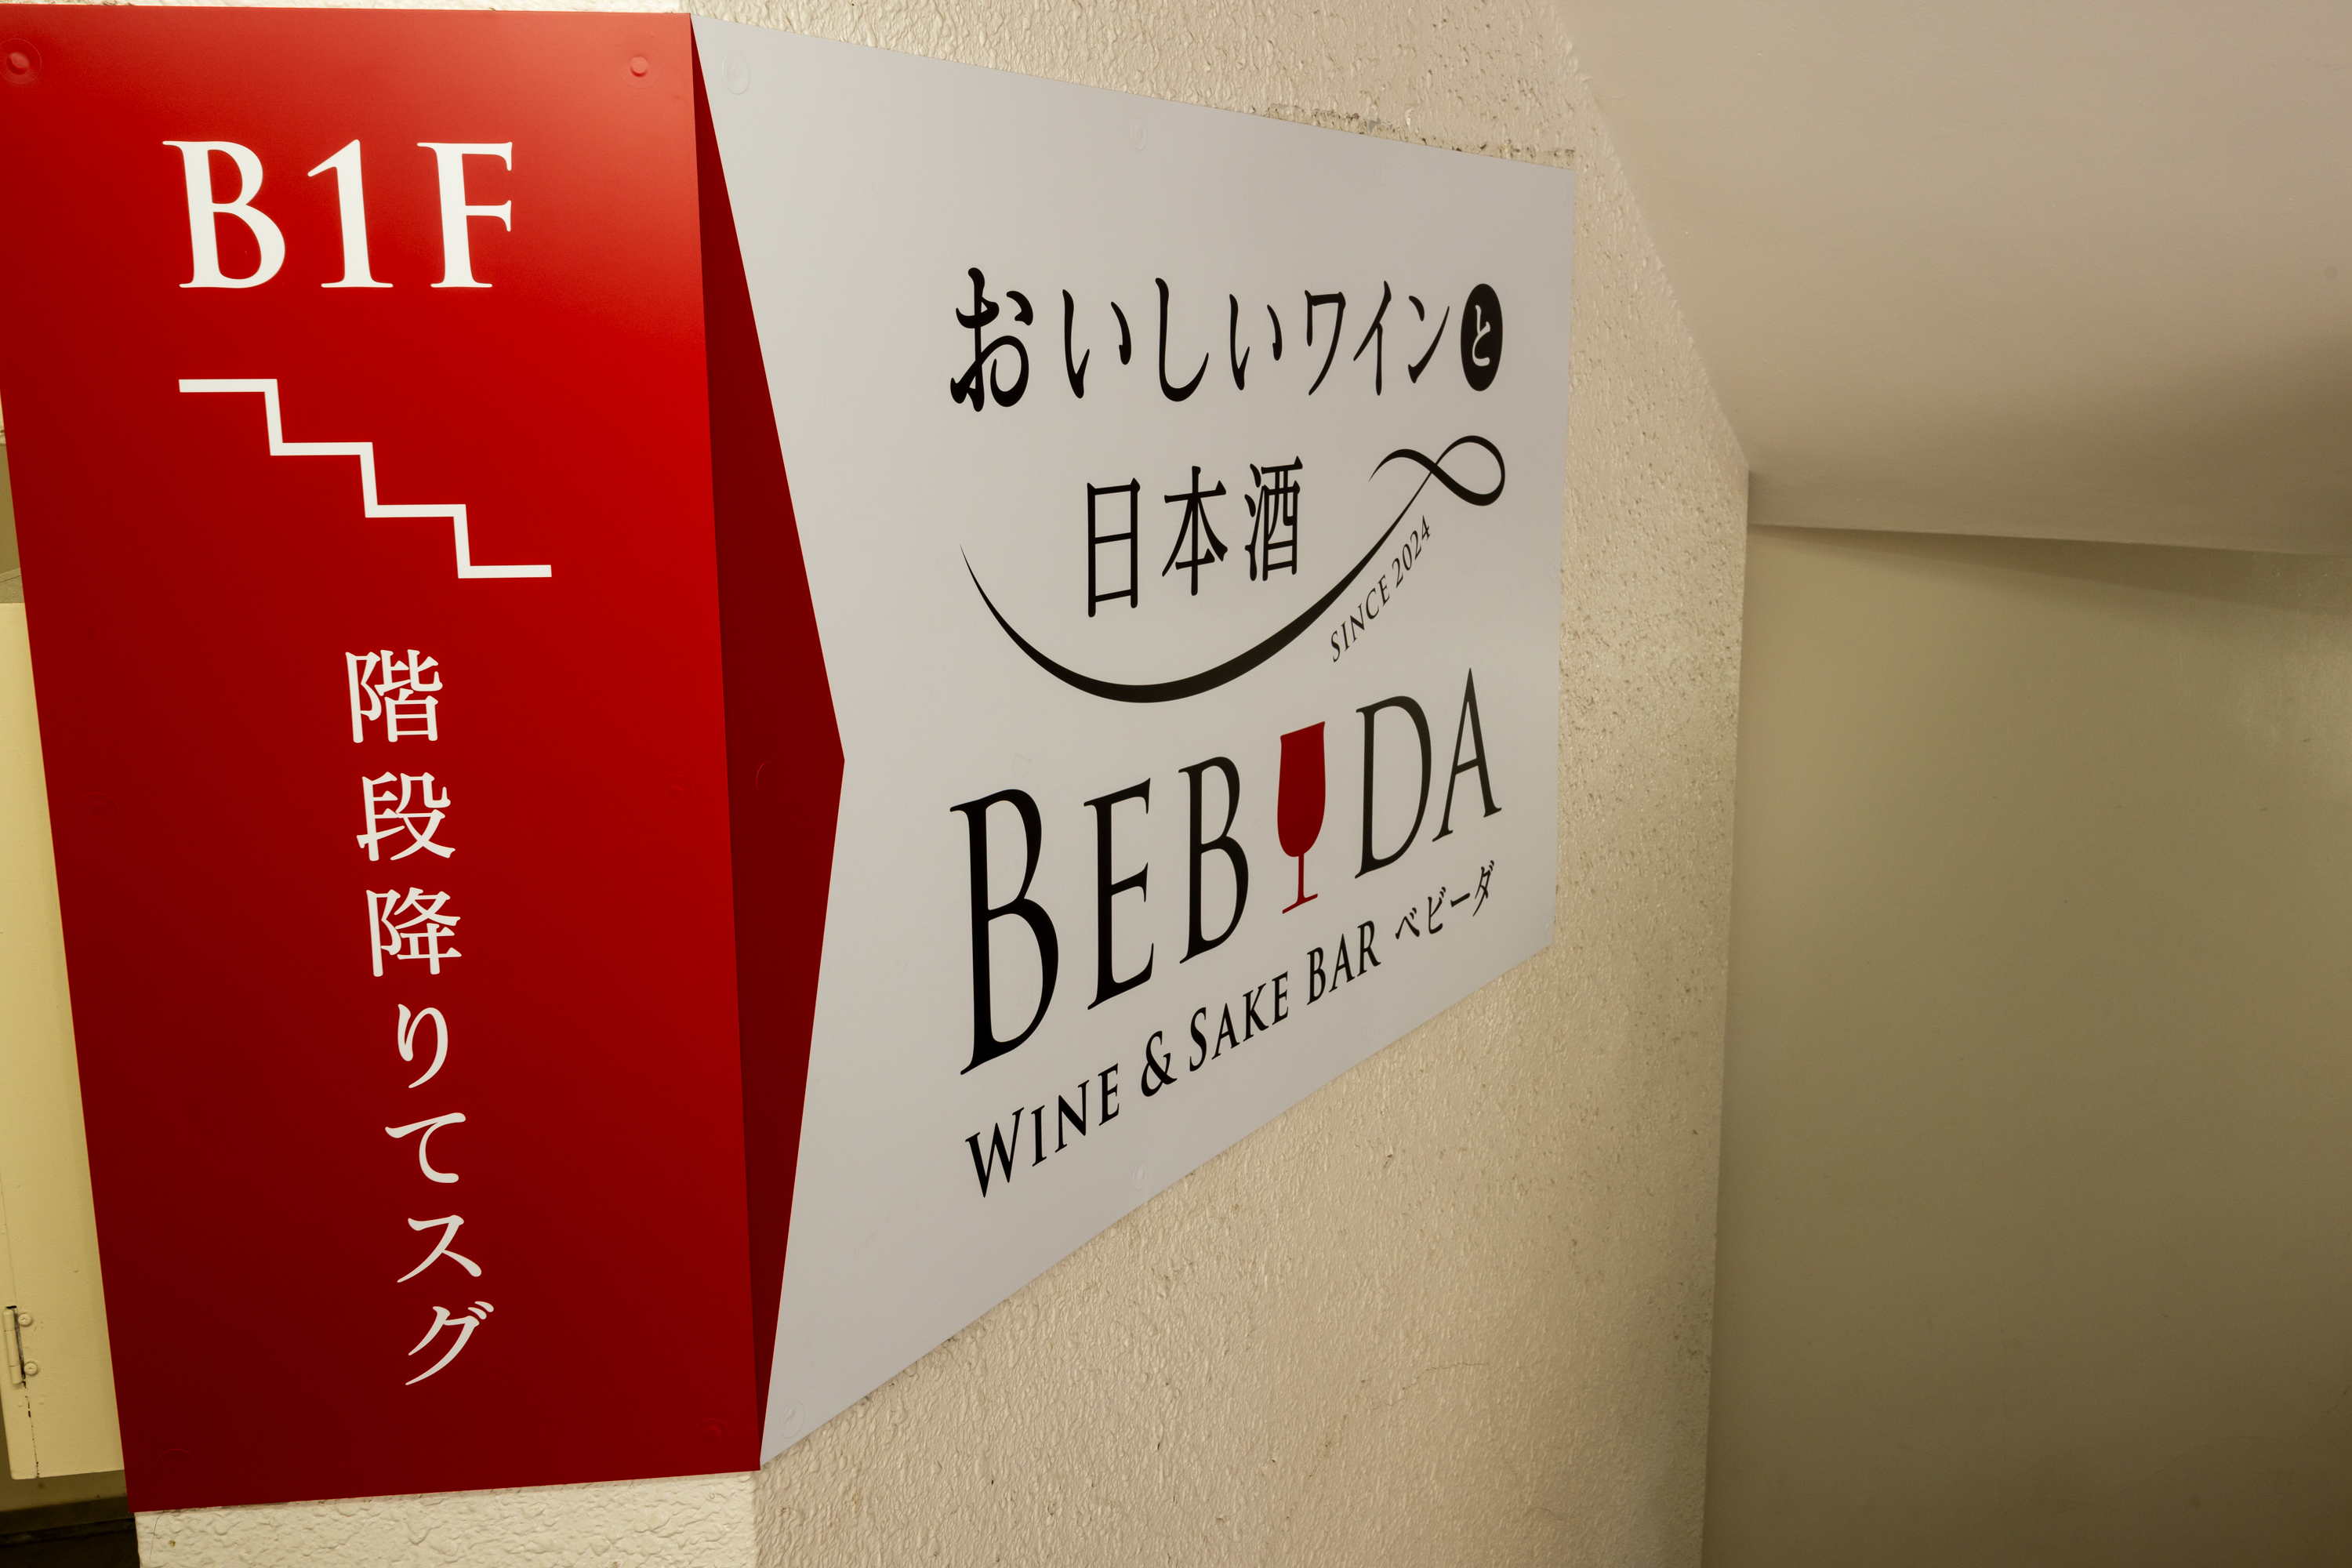 B1F
階段降りてスグ
おいしいワインと
日本酒
SINCE 2024
BEBIDA
WINE & SAKE BAR ベビーダ